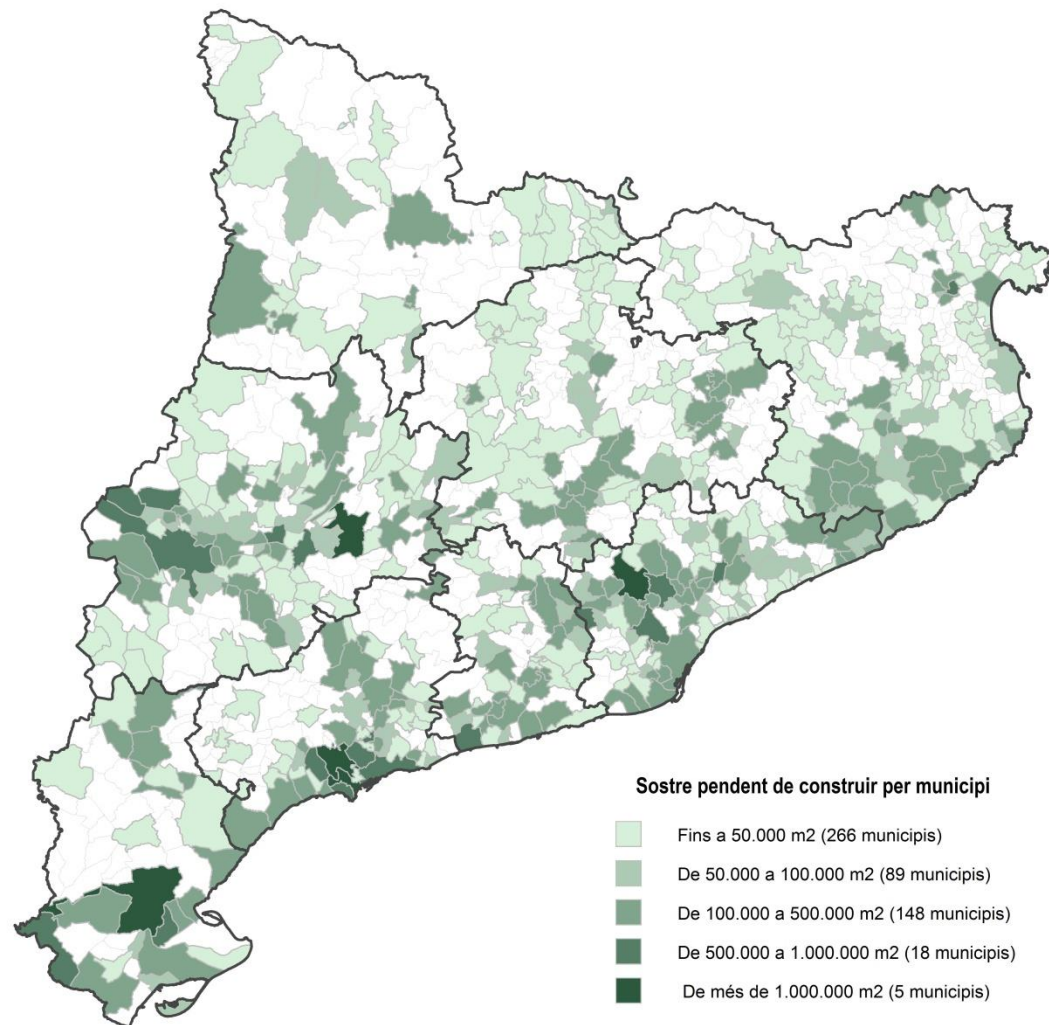 Sostre pendent de construir per municipi
Fins a 50.000 m2 (266 municipis)
De 50.000 a 100.000 m2 (89 municipis)
De 100.000 a 500.000 m2 (148 municipis)
De 500.000 a 1.000.000 m2 (18 municipis)
De més de 1.000.000 m2 (5 municipis)